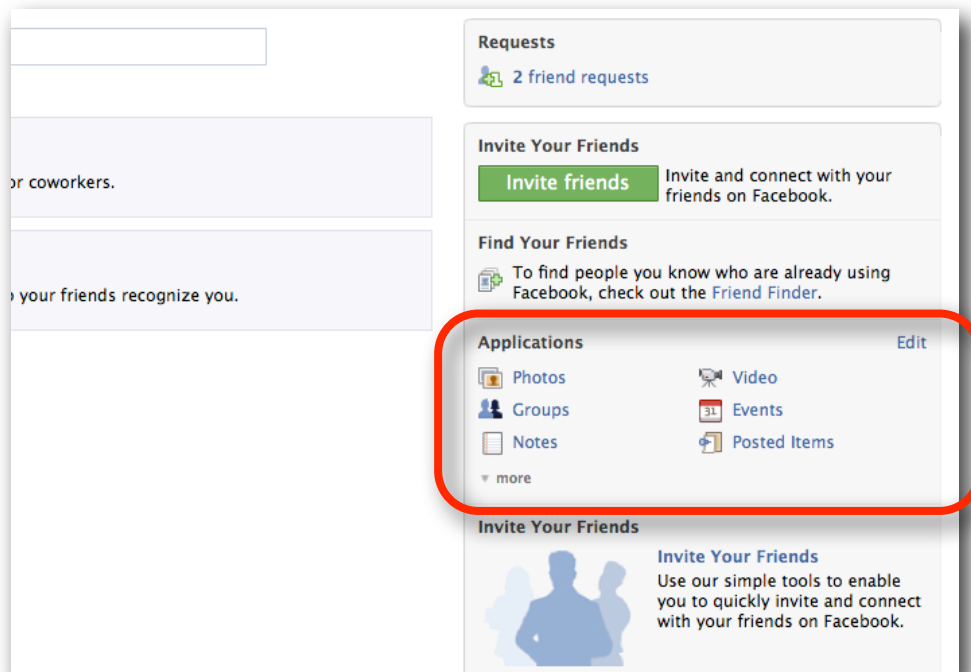 Requests
2 friend requests
Invite Your Friends
Invite friends
Invite and connect with your
friends on Facebook.
or coworkers.
Find Your Friends
To find people you know who are already using
Facebook, check out the Friend Finder.
your friends recognize you.
Applications
Edit
Photos
Video
Groups
31
Events
Notes
Posted Items
more
Invite Your Friends
Invite Your Friends
Use our simple tools to enable
you to quickly invite and connect
with your friends on Facebook.